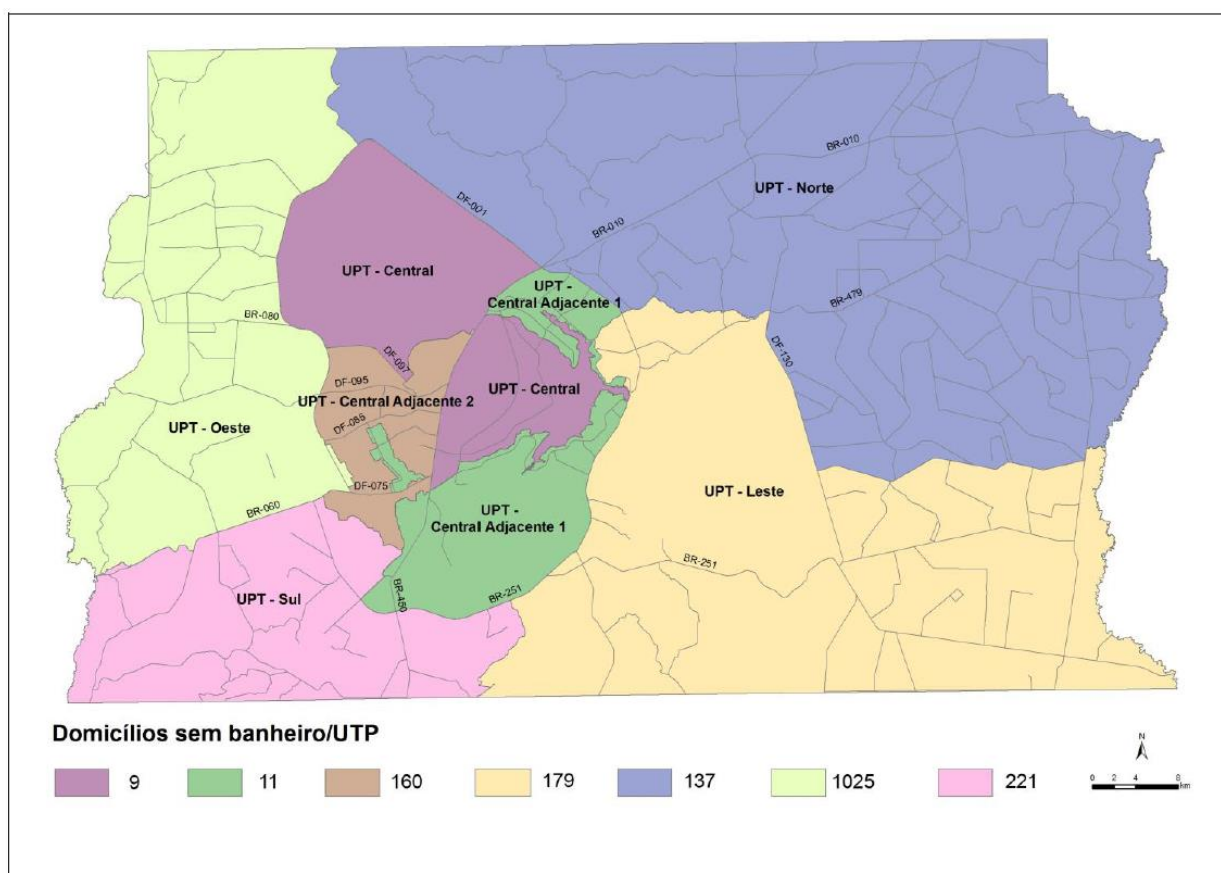 BR-010
UPT - Norte
DF-001
BR-010
UPT - Central
UPT -
Central Adjacente 1
BR-479
BR-080
DF-097
DF-130
DF-095
UPT - Central
UPT - Central Adjacente 2
DF-085
UPT - Oeste
DF-075
UPT - Leste
BR-060
UPT -
Central Adjacente 1
BR-251
UPT - Sul
BR-450
BR-251
Domicílios sem banheiro/UTP
N
9 11 160 179 137 1025 221
0 2 4 8
km